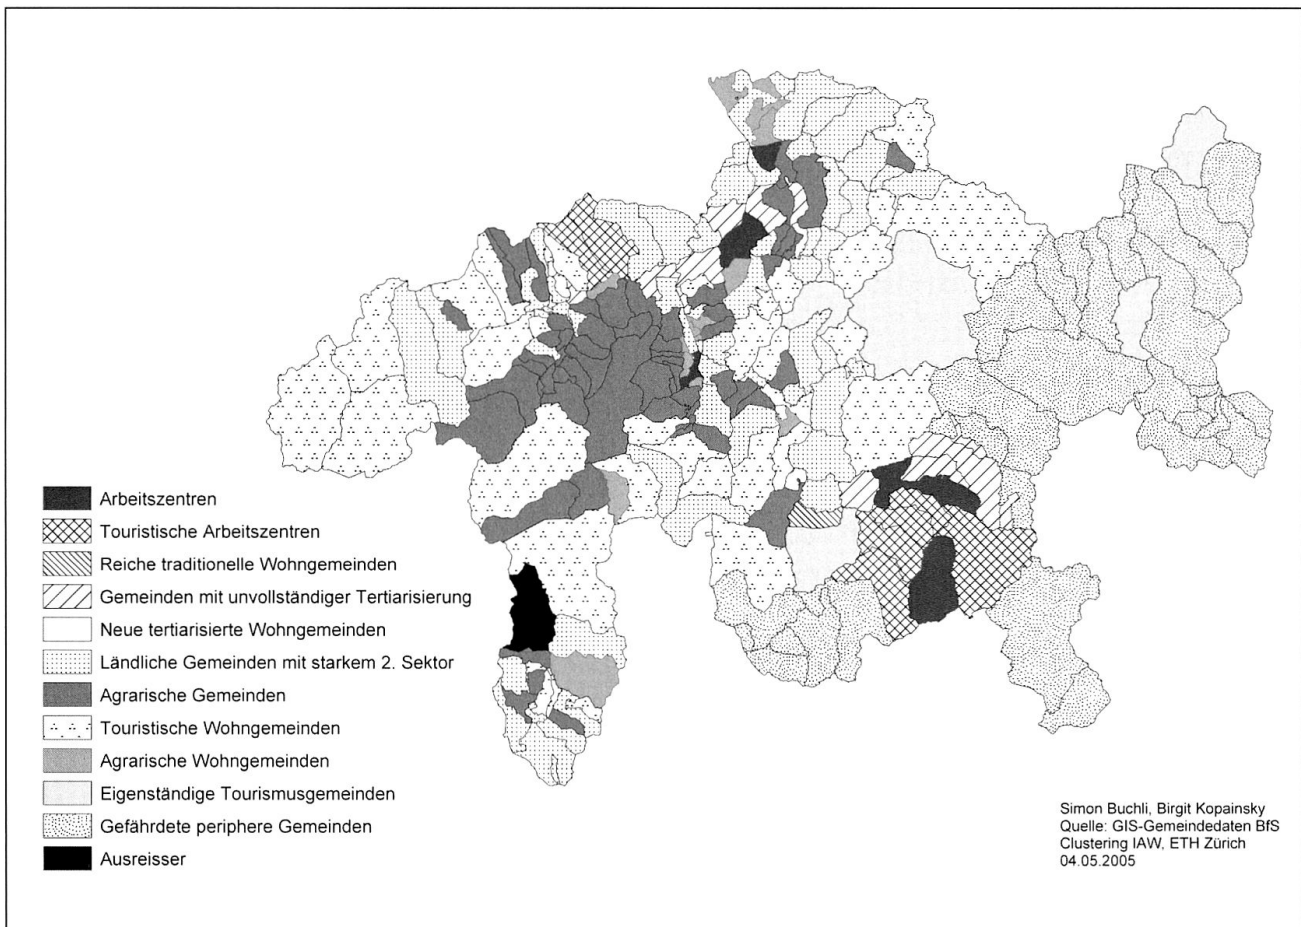 Arbeitszentren
Touristische Arbeitszentren
Reiche traditionelle Wohngemeinden
Gemeinden mit unvollständiger Tertiarisierung
Neue tertiarisierte Wohngemeinden
Ländliche Gemeinden mit starkem 2. Sektor
Agrarische Gemeinden
Touristische Wohngemeinden
Agrarische Wohngemeinden
Eigenständige Tourismusgemeinden
Gefährdete periphere Gemeinden
Ausreisser
Simon Buchli, Birgit Kopainsky
Quelle: GIS-Gemeindedaten BfS
Clustering IAW, ETH Zürich
04.05.2005